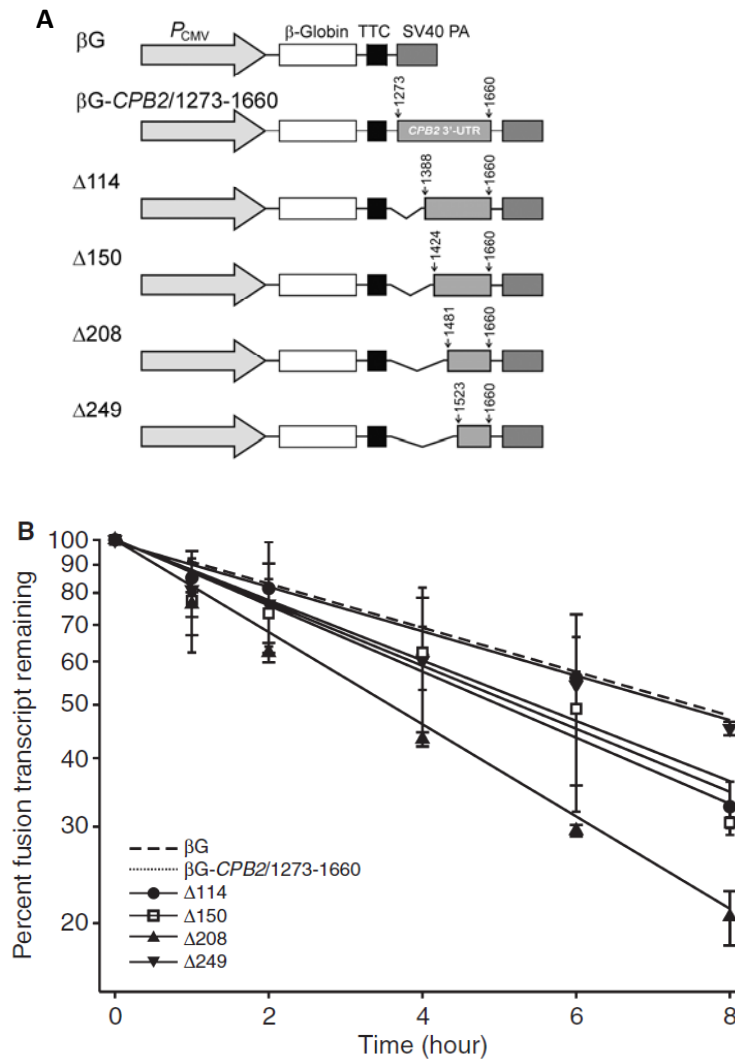 A
βG
P CMV
β-Globin TTC SV40 PA
βG-CPB2/1273-1660
1273
1660
CPB2 3'-UTR
Δ114
1388
1660
Δ150
1424
1660
Δ208
1481
1660
Δ249
1523
1660
B
Percent fusion transcript remaining
100
90
80
70
60
50
40
30
20
βG
βG-CPB2/1273-1660
Δ114
Δ150
Δ208
Δ249
0 2 4 6 8
Time (hour)